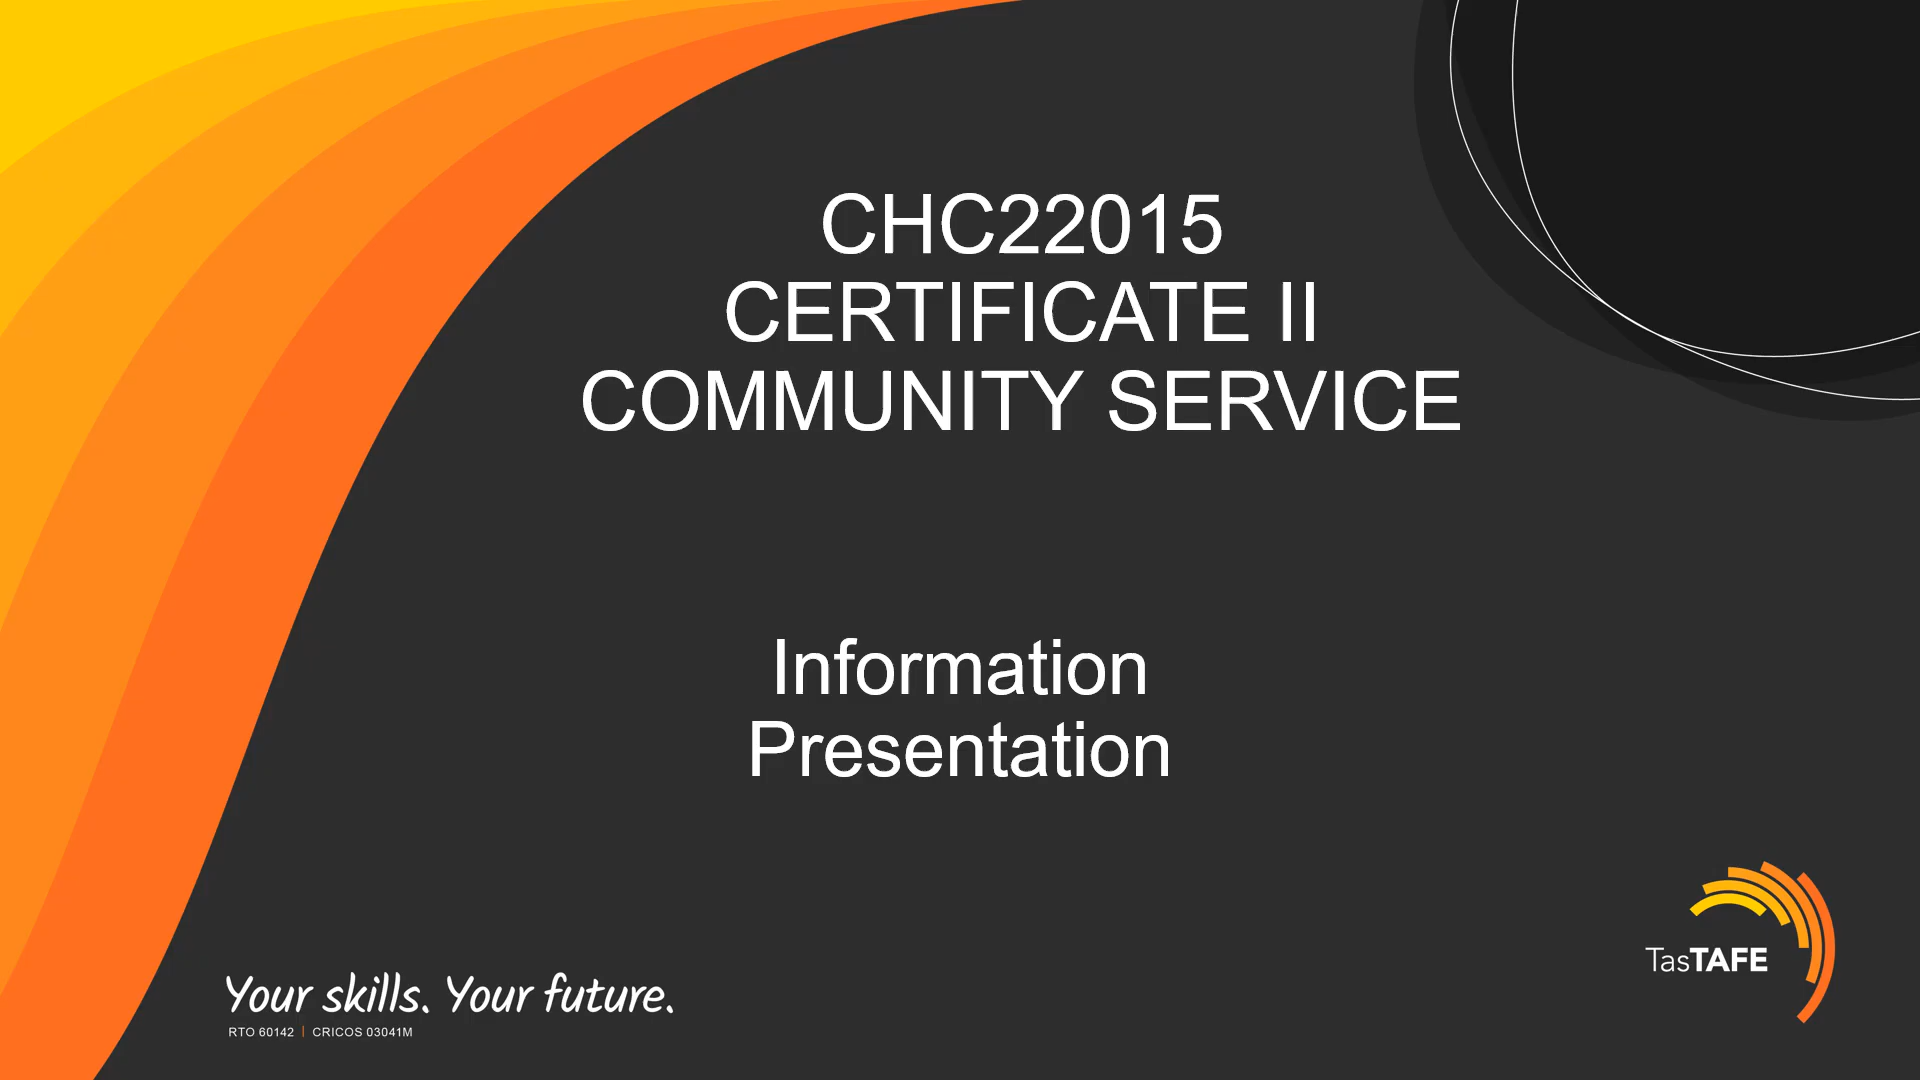 CHC22015
CERTIFICATE II
COMMUNITY SERVICE
Information
Presentation
Your skills. Your future.
RTO 60142 | CRICOS 03041M
TasTAFE